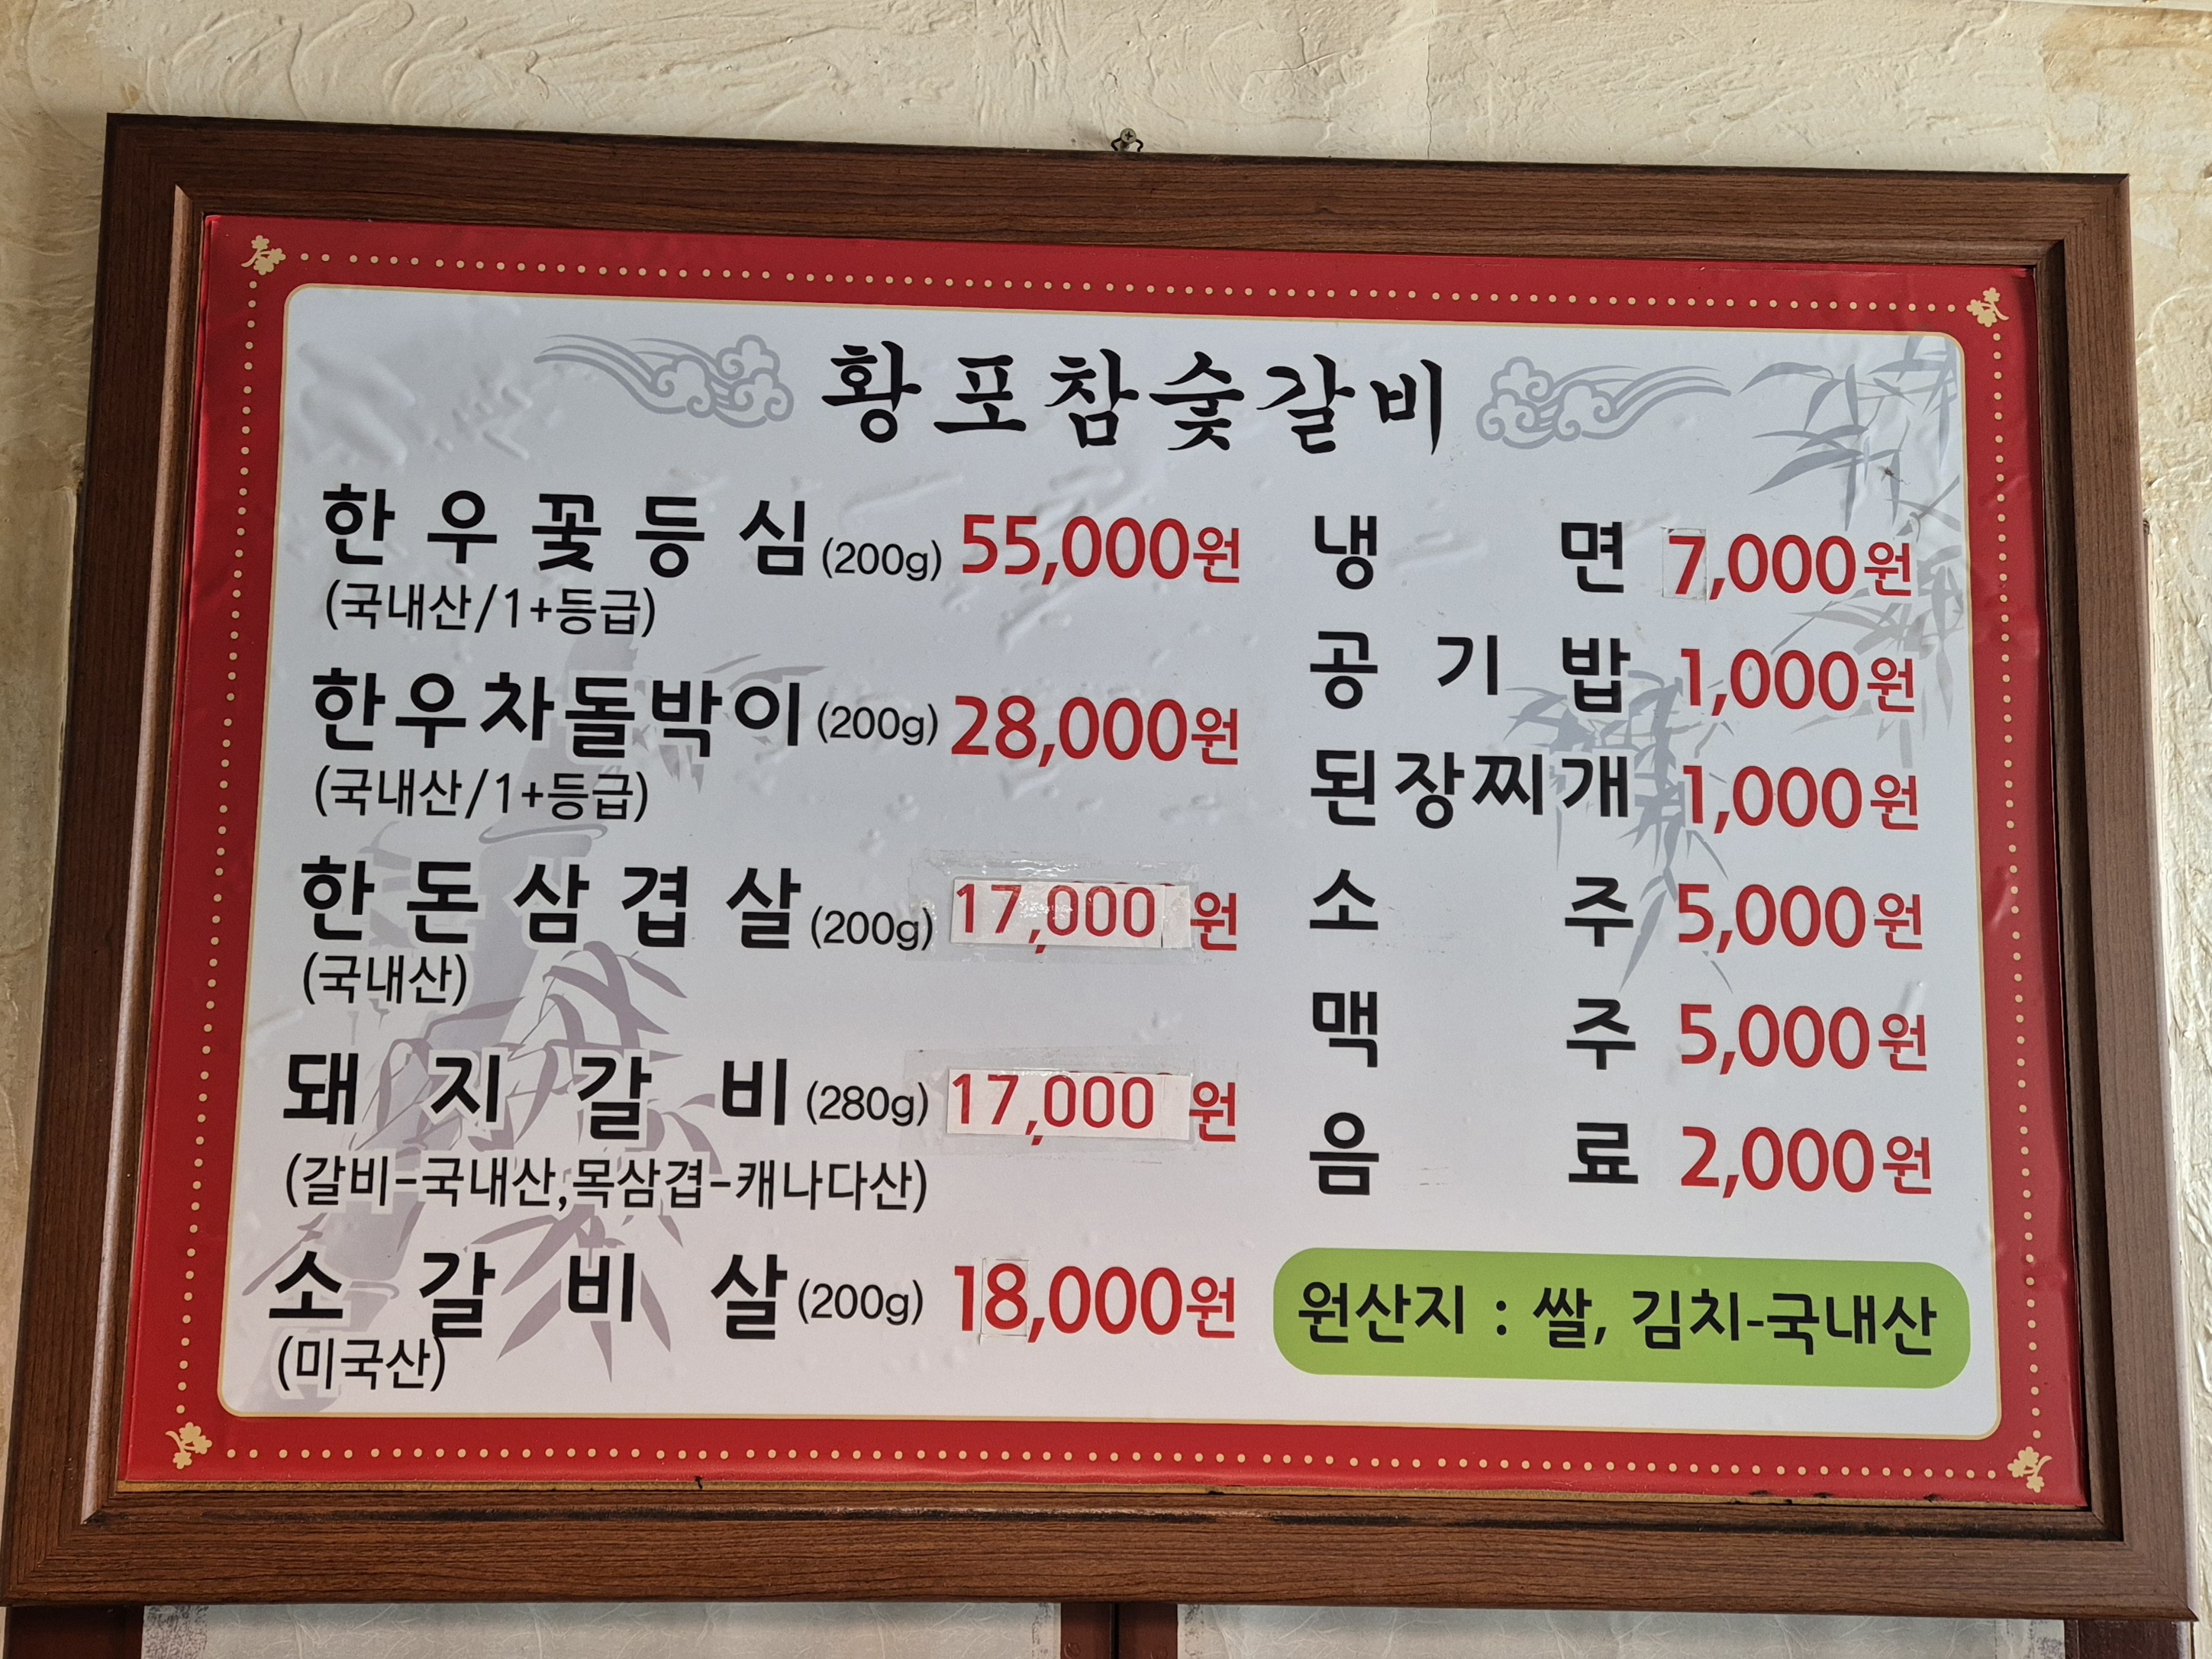 황포참숯갈비
한우꽃등심(200g) 55,000원
(국내산/1+등급)
한우차돌박이(200g) 28,000원
(국내산/1+등급)
한돈삼겹살(200g) 17,000원
(국내산)
돼지갈비(280g) 17,000원
(갈비-국내산,목삼겹-캐나다산)
소갈비살(200g) 18,000원
(미국산)
냉면 7,000원
공기밥 1,000원
된장찌개 1,000원
소주 5,000원
맥주 5,000원
음료 2,000원
원산지 : 쌀, 김치-국내산